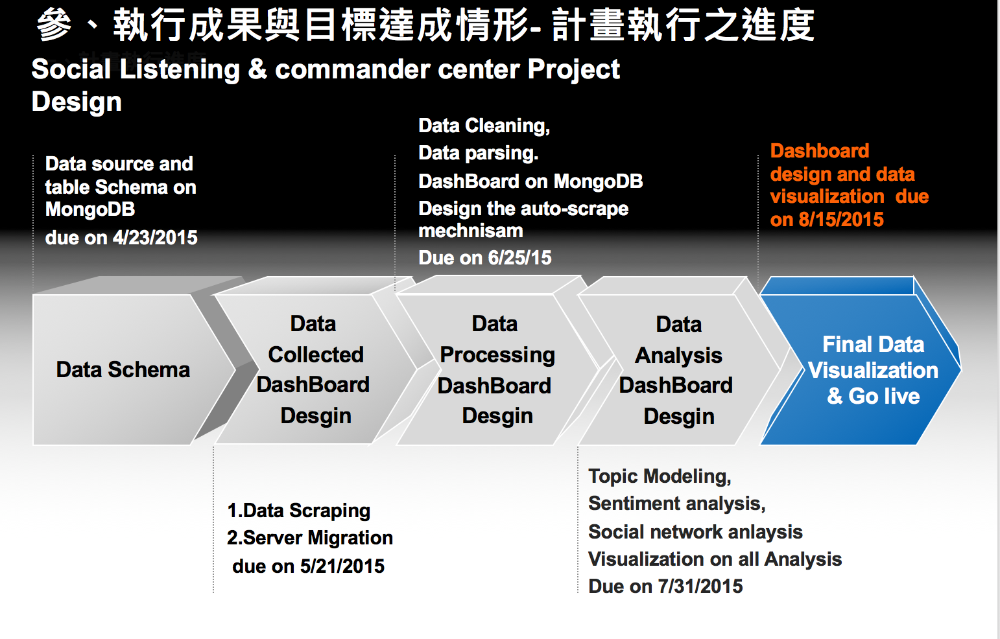 參、執行成果與目標達成情形- 計畫執行之進度
Social Listening & commander center Project
Design
Data source and
table Schema on
MongoDB
due on 4/23/2015
Data Cleaning,
Data parsing.
DashBoard on MongoDB
Design the auto-scrape
mechnisam
Due on 6/25/15
Dashboard
design and data
visualization due
on 8/15/2015
Data Schema
Data
Collected
DashBoard
Desgin
Data
Processing
DashBoard
Desgin
Data
Analysis
DashBoard
Desgin
Final Data
Visualization
& Go live
1.Data Scraping
2.Server Migration
due on 5/21/2015
Topic Modeling,
Sentiment analysis,
Social network anlaysis
Visualization on all Analysis
Due on 7/31/2015